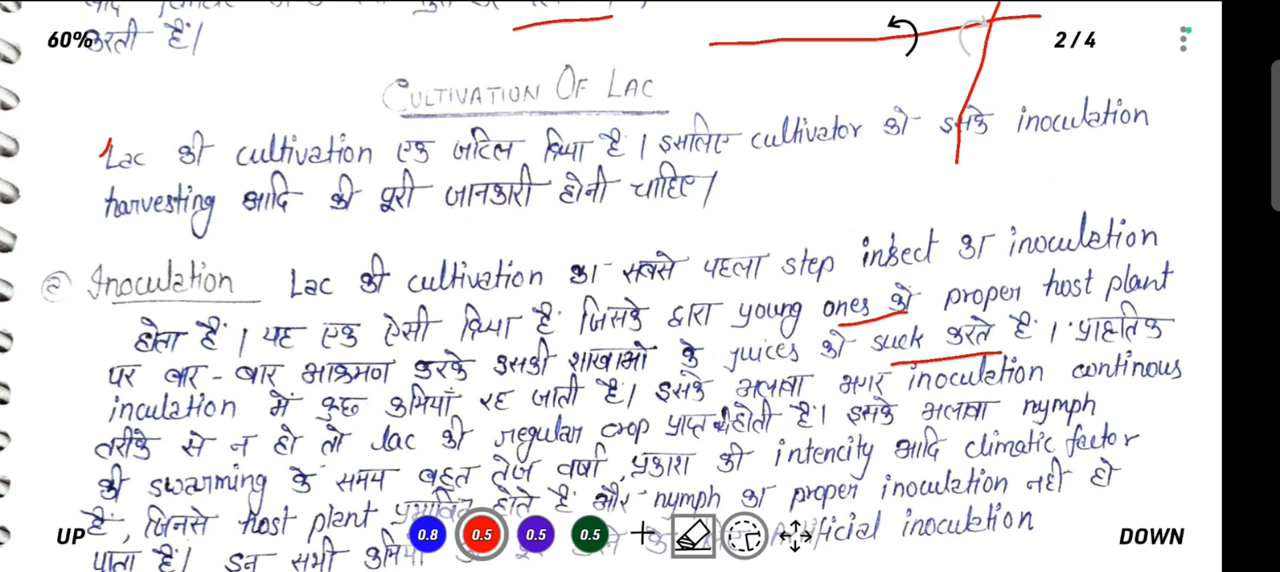 करती हैं।
60%
2/4
CULTIVATION OF LAC
Lac की cultivation एक जटिल क्रिया है। इसलिए cultivator को इसके inoculation
harvesting आदि की पूरी जानकारी होनी चाहिए।
@ Inoculation Lac की cultivation का सबसे पहला step insect का inoculation
होता है। यह एक ऐसी क्रिया है जिसके द्वारा young ones को proper host plant
पर बार-बार आक्रमण करके इसकी शाखाओं के juices को suck करते है। प्राकृतिक
inculation में कुछ कमियाँ रह जाती हैं। इसके अलावा अगर inoculation continous
तरीके से न हो तो lac की regular crop प्राप्त होती हैं। इसके अलावा nymph
की swarming के समय बहुत तेज वर्षा, प्रकाश की intencity आदि climatic factor
हैं, जिनसे host plant प्रभावित होते हैं और nymph का proper inoculation नहीं हो
पाता हैं। इन सभी कमियों inoculation
UP
0.8
0.5
0.5
0.5
DOWN